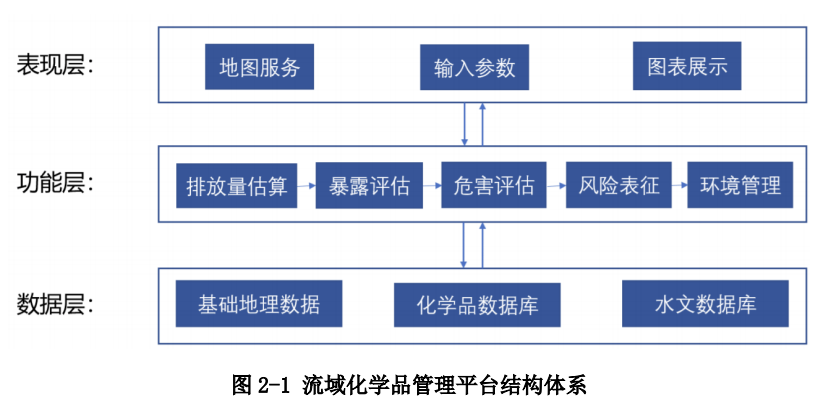 表现层：
地图服务 输入参数 图表展示
功能层：
排放量估算 暴露评估 危害评估 风险表征 环境管理
数据层：
基础地理数据 化学品数据库 水文数据库
图 2-1 流域化学品管理平台结构体系